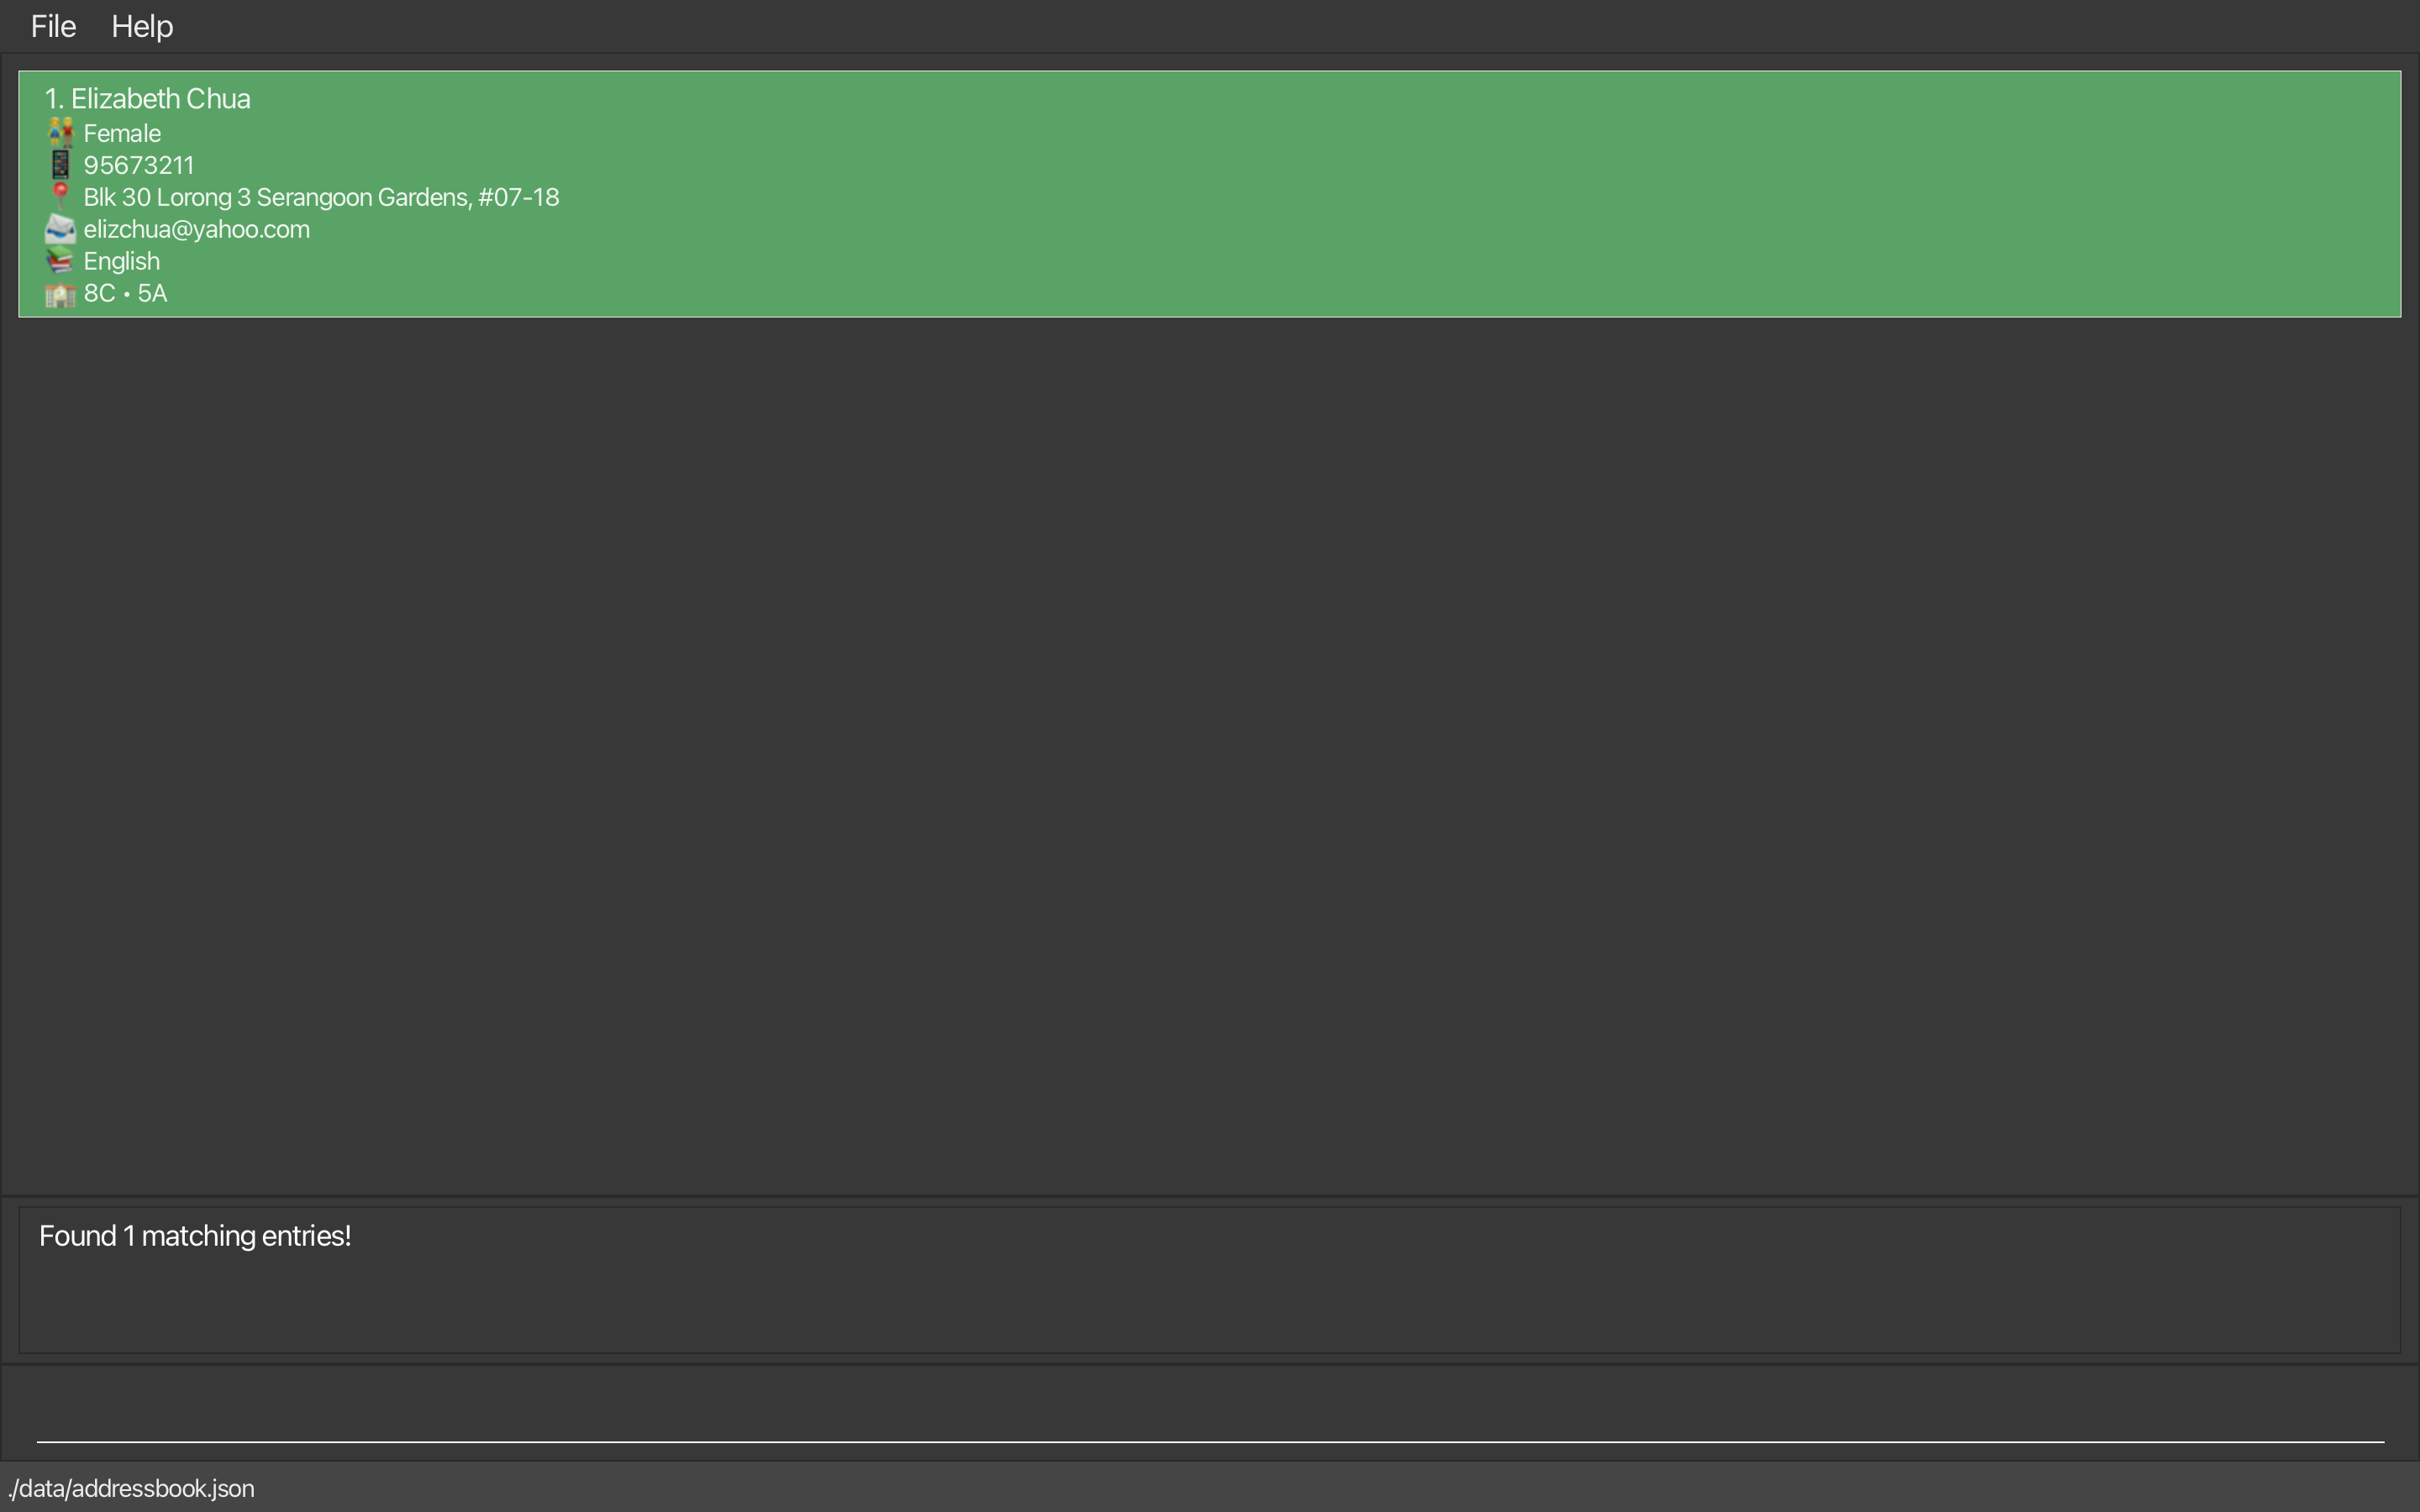 File Help
1. Elizabeth Chua
Female
95673211
Blk 30 Lorong 3 Serangoon Gardens, #07-18
elizchua@yahoo.com
English
8C • 5A
Found 1 matching entries!
./data/addressbook.json